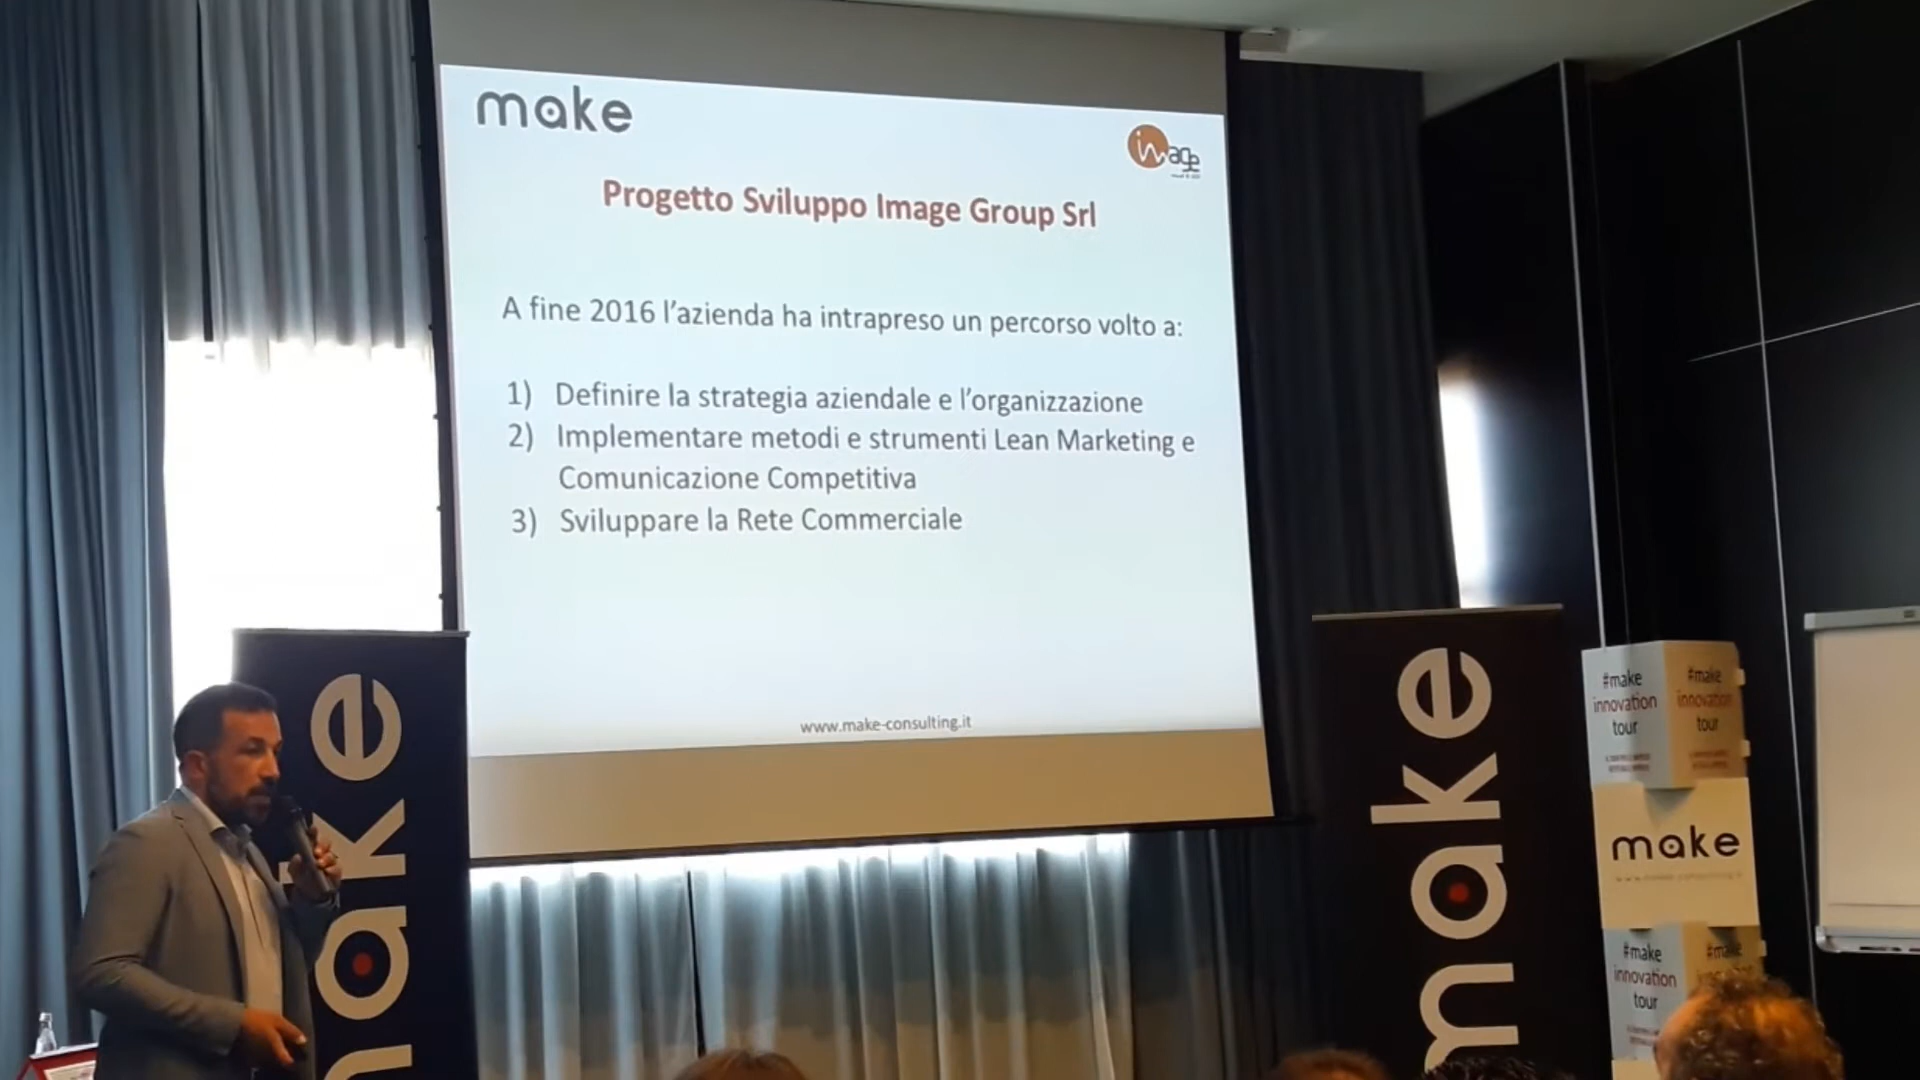 make
image
Progetto Sviluppo Image Group Srl
A fine 2016 l'azienda ha intrapreso un percorso volto a:
1) Definire la strategia aziendale e l'organizzazione
2) Implementare metodi e strumenti Lean Marketing e
Comunicazione Competitiva
3) Sviluppare la Rete Commerciale
www.make-consulting.it
make
make
#make
innovation
tour
#make
innovation
tour
make
#make
innovation
tour
#make